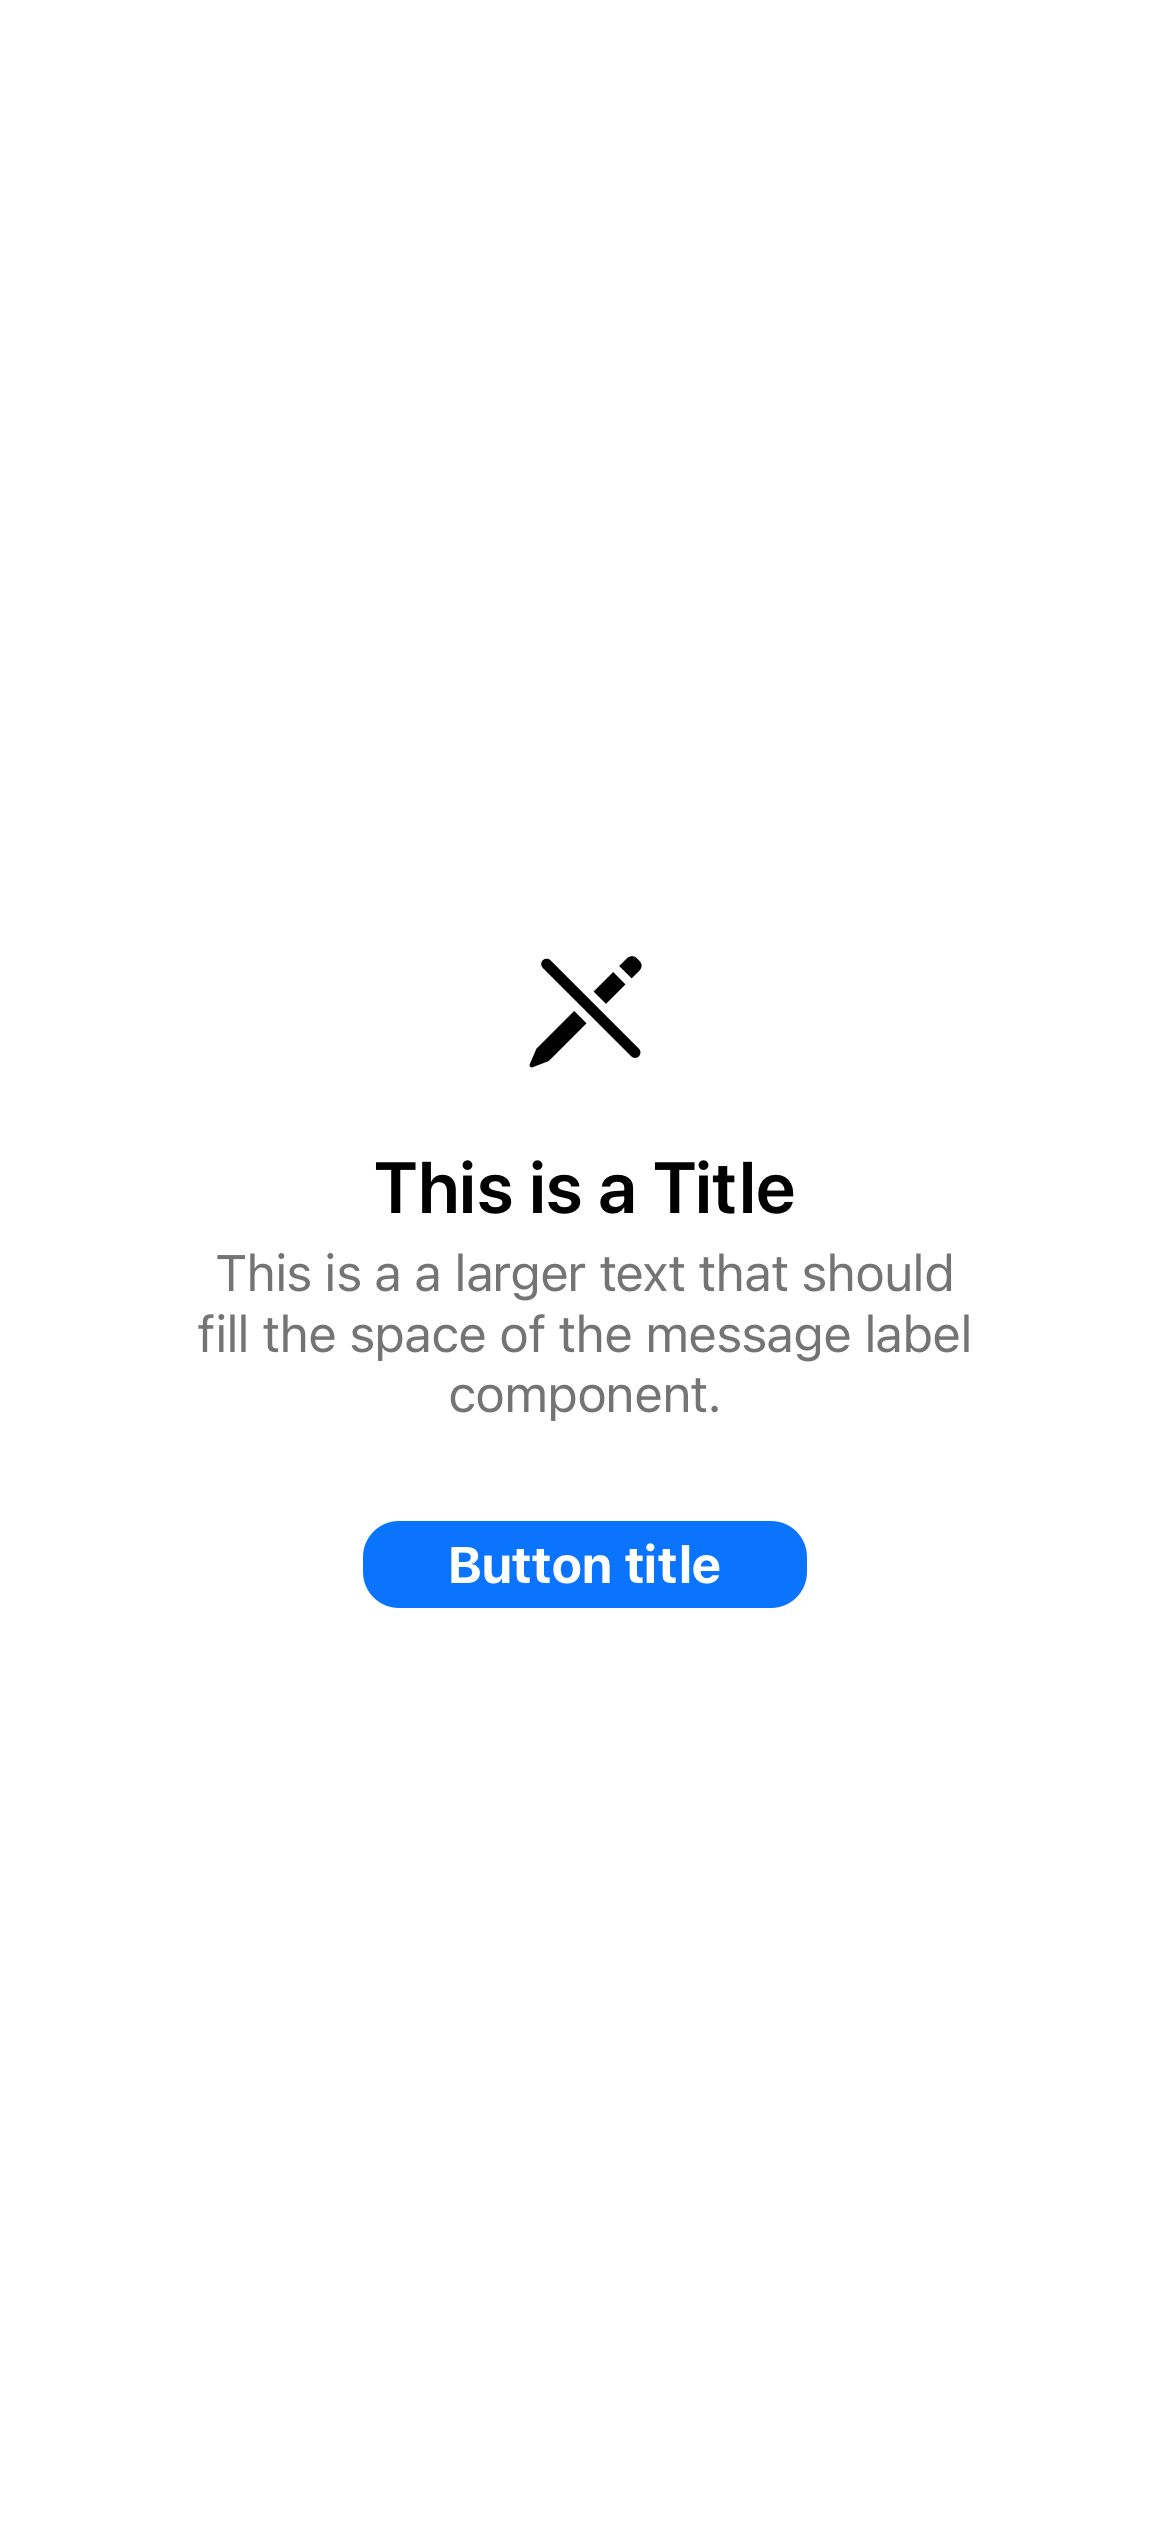 This is a Title
This is a a larger text that should
fill the space of the message label
component.
Button title